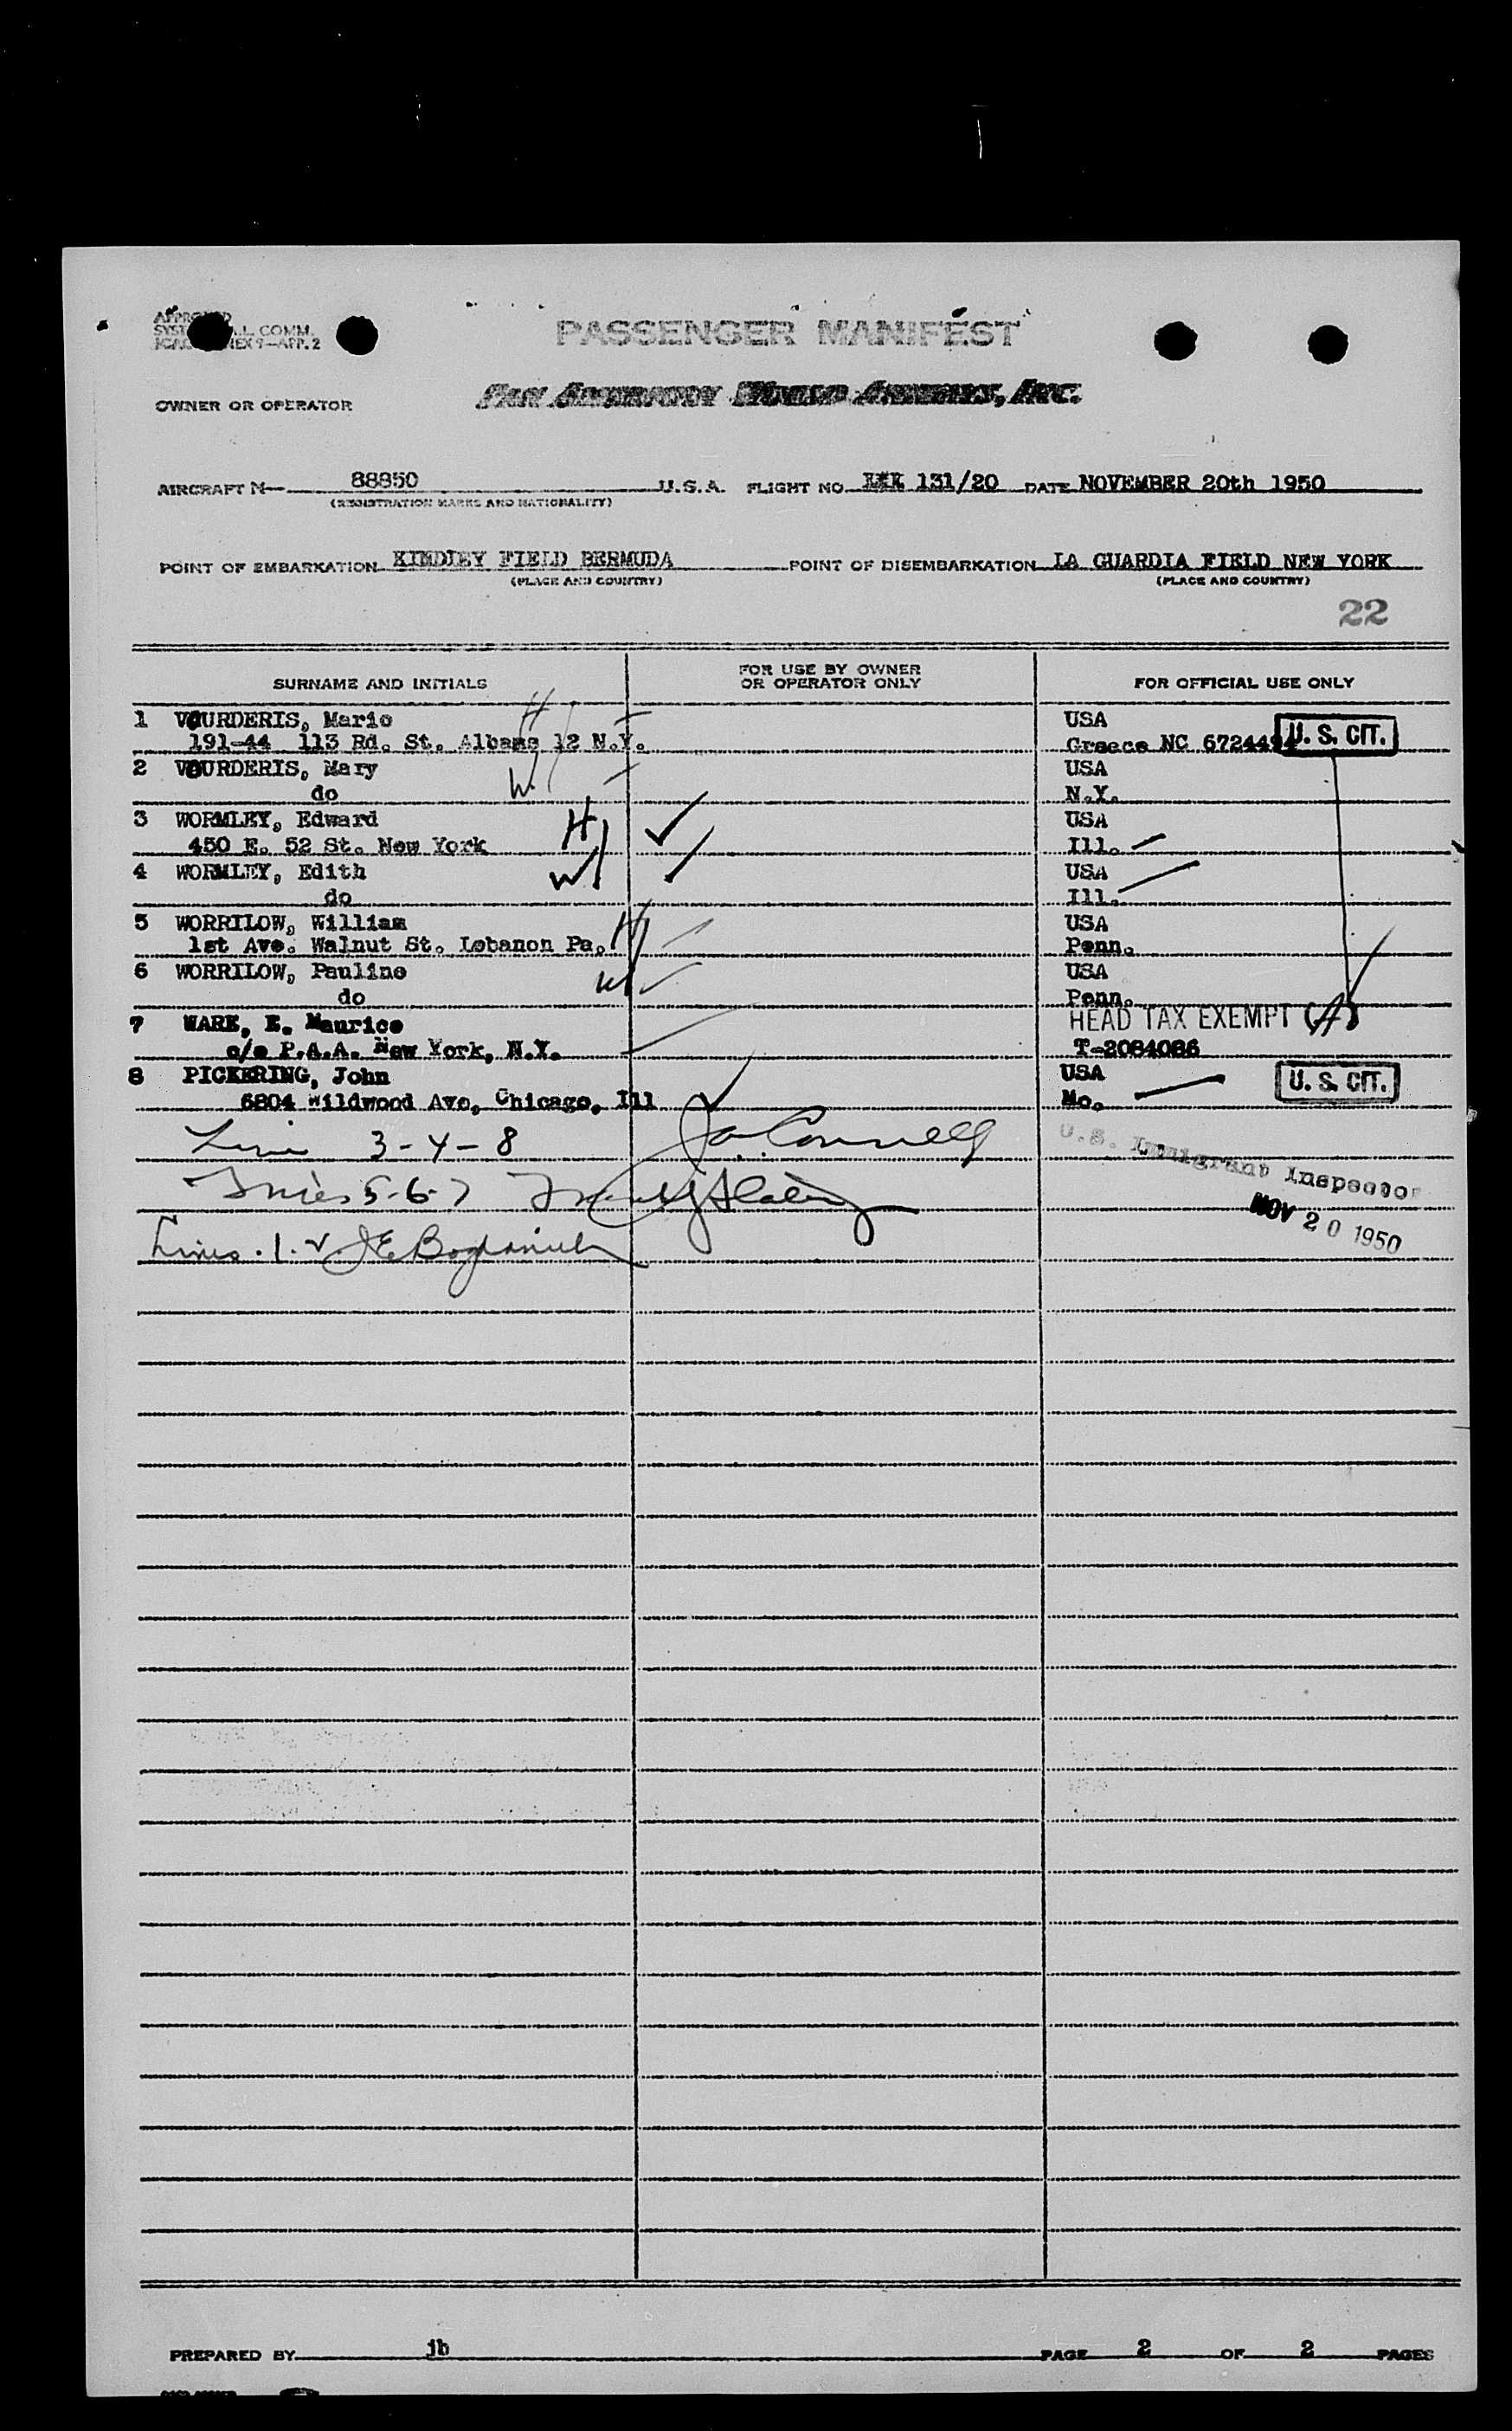 PASSENGER MANIFEST
OWNER OR OPERATOR PAN AMERICAN WORLD AIRWAYS, INC.
AIRCRAFT N— 88850 U.S.A. FLIGHT NO 131/20 DATE NOVEMBER 20th 1950
(REGISTRATION MARKS AND NATIONALITY)
POINT OF EMBARKATION KINDLEY FIELD BERMUDA POINT OF DISEMBARKATION LA GUARDIA FIELD NEW YORK
(PLACE AND COUNTRY) (PLACE AND COUNTRY)
22
SURNAME AND INITIALS FOR USE BY OWNER OR OPERATOR ONLY FOR OFFICIAL USE ONLY
1 VOURDERIS, Mario H USA
191-44 113 Rd. St. Albans 12 N.Y. Greece NC 672449 U. S. CIT.
2 VOURDERIS, Mary W USA
do N.Y.
3 WORMLEY, Edward H USA
450 E. 52 St. New York Ill.
4 WORMLEY, Edith W USA
do Ill.
5 WORRILOW, William H USA
1st Ave. Walnut St. Lebanon Pa. Penn.
6 WORRILOW, Pauline W USA
do Penn.
7 WARE, E. Maurice HEAD TAX EXEMPT (A)
c/o P.A.A. New York, N.Y. T-2084086
8 PICKERING, John USA U. S. CIT.
6804 Wildwood Ave, Chicago, Ill Mo.
3-4-8
U.S. Immigrant Inspector
Lines 5-6-7
NOV 20 1950
Lines 1.2.
PREPARED BY jb PAGE 2 OF 2 PAGES